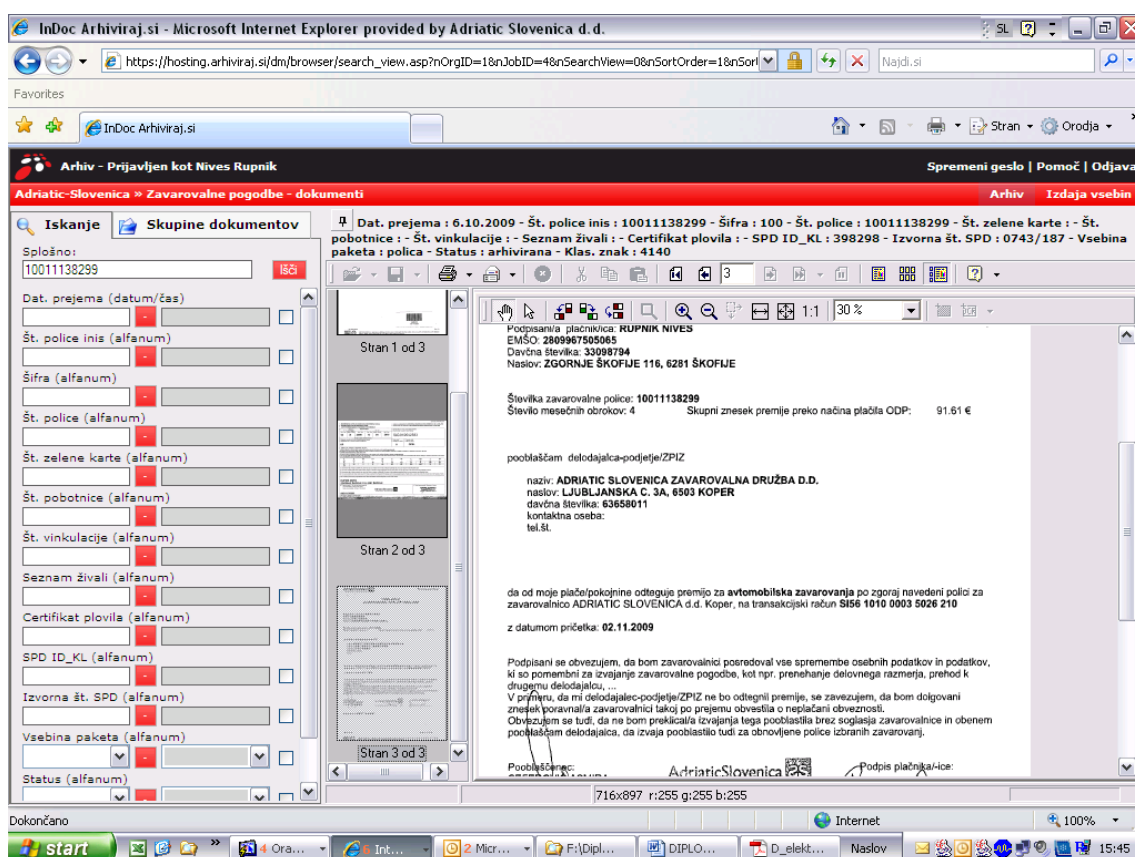 InDoc Arhiviraj.si - Microsoft Internet Explorer provided by Adriatic Slovenica d.d.
SL
https://hosting.arhiviraj.si/dm/browser/search_view.asp?nOrgID=1&nJobID=4&nSearchView=0&nSortOrder=1&nSorl
Najdi.si
Favorites
InDoc Arhiviraj.si
Stran
Orodja
Arhiv - Prijavljen kot Nives Rupnik
Spremeni geslo | Pomoč | Odjava
Adriatic-Slovenica » Zavarovalne pogodbe - dokumenti
Arhiv Izdaja vsebin
Iskanje
Skupine dokumentov
Splošno:
10011138299
Išči
Dat. prejema (datum/čas)
Št. police inis (alfanum)
Šifra (alfanum)
Št. police (alfanum)
Št. zelene karte (alfanum)
Št. pobotnice (alfanum)
Št. vinkulacije (alfanum)
Seznam živali (alfanum)
Certifikat plovila (alfanum)
SPD ID_KL (alfanum)
Izvorna št. SPD (alfanum)
Vsebina paketa (alfanum)
Status (alfanum)
Dat. prejema : 6.10.2009 - Št. police inis : 10011138299 - Šifra : 100 - Št. police : 10011138299 - Št. zelene karte : - Št.
pobotnice : - Št. vinkulacije : - Seznam živali : - Certifikat plovila : - SPD ID_KL : 398298 - Izvorna št. SPD : 0743/187 - Vsebina
paketa : polica - Status : arhivirana - Klas. znak : 4140
3
1:1
30 %
Stran 1 od 3
Stran 2 od 3
Stran 3 od 3
Podpisani/a plačnik/ica: RUPNIK NIVES
EMŠO: 2809967505065
Davčna številka: 33098794
Naslov: ZGORNJE ŠKOFIJE 116, 6281 ŠKOFIJE
Številka zavarovalne police: 10011138299
Število mesečnih obrokov: 4 Skupni znesek premije preko načina plačila ODP: 91.61 €
pooblaščam delodajalca-podjetje/ZPIZ
naziv: ADRIATIC SLOVENICA ZAVAROVALNA DRUŽBA D.D.
naslov: LJUBLJANSKA C. 3A, 6503 KOPER
davčna številka: 63658011
kontaktna oseba:
tel.št.
da od moje plače/pokojnine odteguje premijo za avtomobilska zavarovanja po zgoraj navedeni polici za
zavarovalnico ADRIATIC SLOVENICA d.d. Koper, na transakcijski račun SI56 1010 0003 5026 210
z datumom pričetka: 02.11.2009
Podpisani se obvezujem, da bom zavarovalnici posredoval vse spremembe osebnih podatkov in podatkov,
ki so pomembni za izvajanje zavarovalne pogodbe, kot npr. prenehanje delovnega razmerja, prehod k
drugemu delodajalcu, ...
V primeru, da mi delodajalec-podjetje/ZPIZ ne bo odtegnil premije, se zavezujem, da bom dolgovani
znesek poravnal/a zavarovalnici takoj po prejemu obvestila o neplačani obveznosti.
Obvezujem se tudi, da ne bom preklical/a izvajanja tega pooblastila brez soglasja zavarovalnice in obenem
pooblaščam delodajalca, da izvaja pooblastilo tudi za obnovljene police izbranih zavarovanj.
Pooblaščenec:
AdriaticSlovenica
Podpis plačnika/-ice:
716x897 r:255 g:255 b:255
Dokončano
Internet
100%
start
4 Ora...
6 Int...
2 Micr...
F:\Dipl...
DIPLO...
D_elekt...
Naslov
15:45